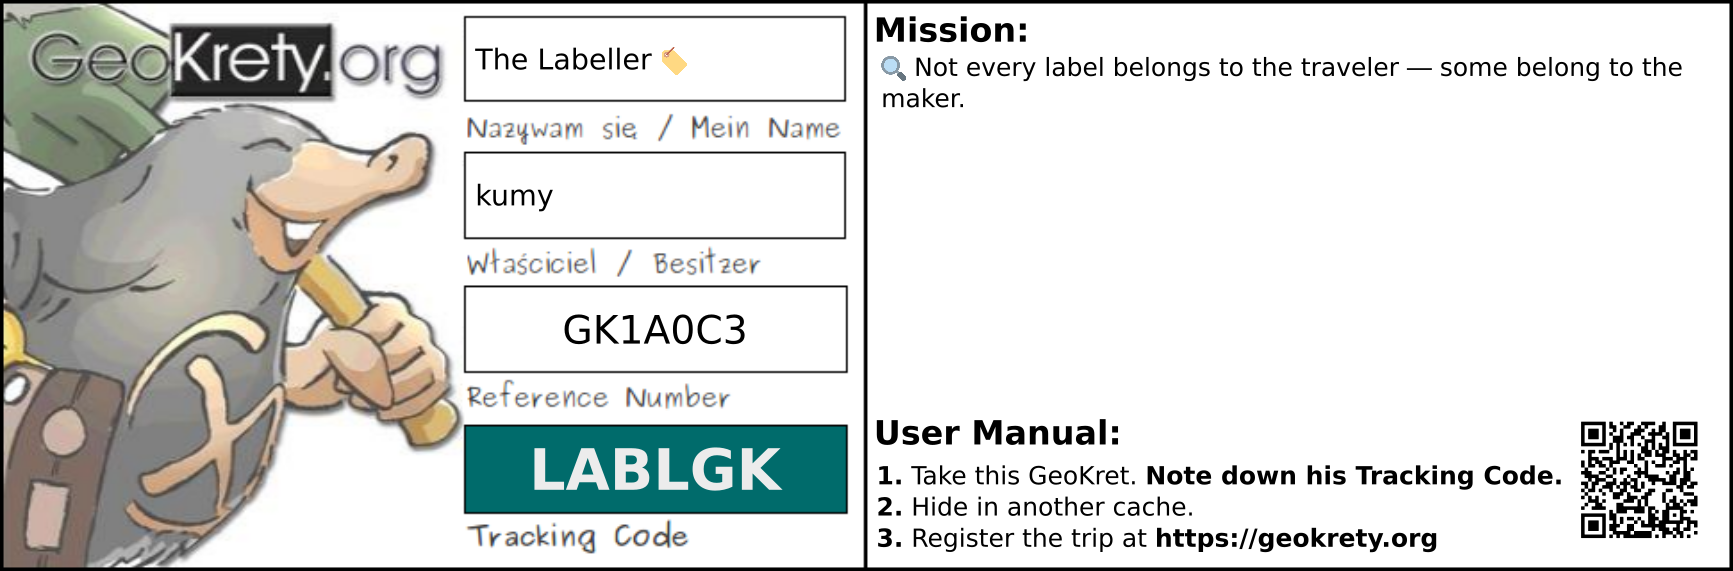 GeoKrety.org
The Labeller 🏷️
Nazywam się / Mein Name
kumy
Właściciel / Besitzer
GK1A0C3
Reference Number
LABLGK
Tracking Code
Mission:
🔍 Not every label belongs to the traveler — some belong to the
maker.
User Manual:
1. Take this GeoKret. Note down his Tracking Code.
2. Hide in another cache.
3. Register the trip at https://geokrety.org